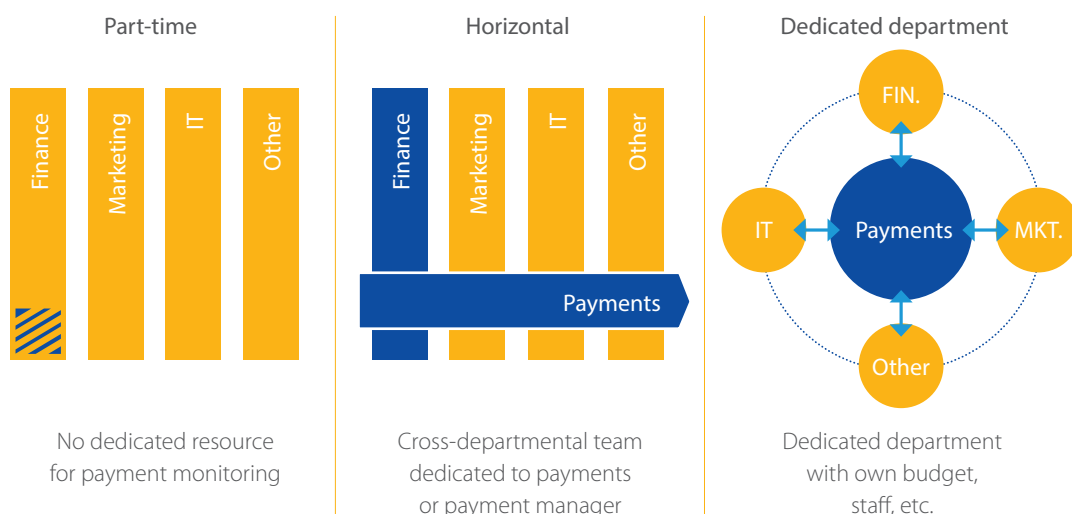 Part-time
Finance
Marketing
IT
Other
No dedicated resource
for payment monitoring
Horizontal
Finance
Marketing
IT
Other
Payments
Cross-departmental team
dedicated to payments
or payment manager
Dedicated department
FIN.
IT
Payments
MKT.
Other
Dedicated department
with own budget,
staff, etc.